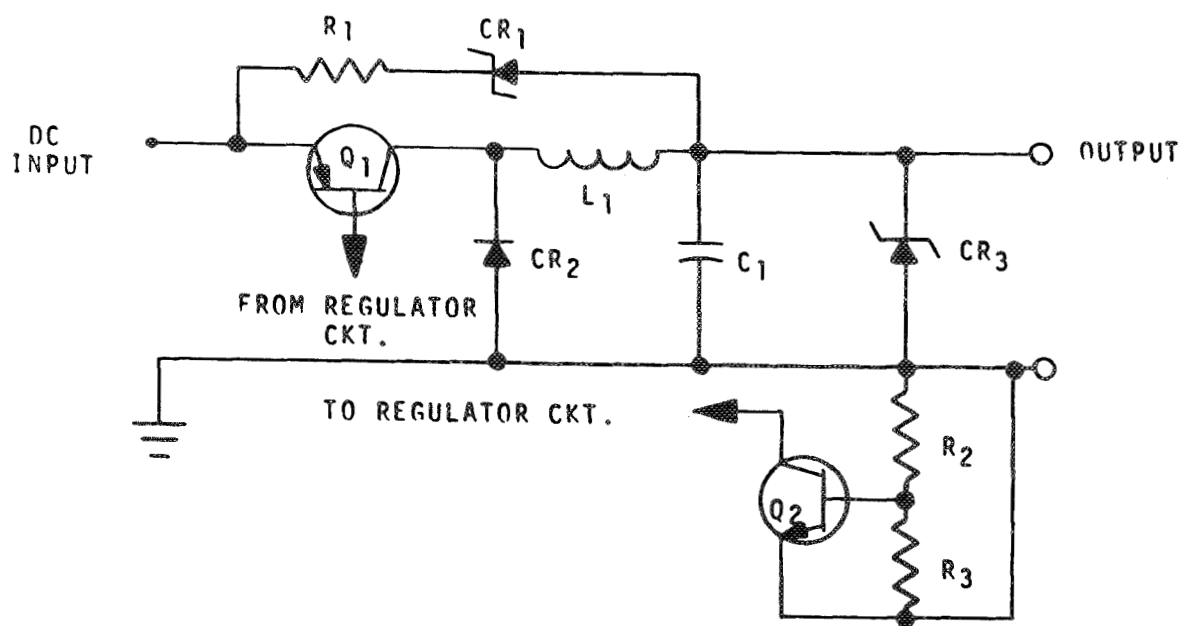 R1
CR1
DC
INPUT
Q1
L1
OUTPUT
CR2
C1
CR3
FROM REGULATOR
CKT.
TO REGULATOR CKT.
R2
Q2
R3